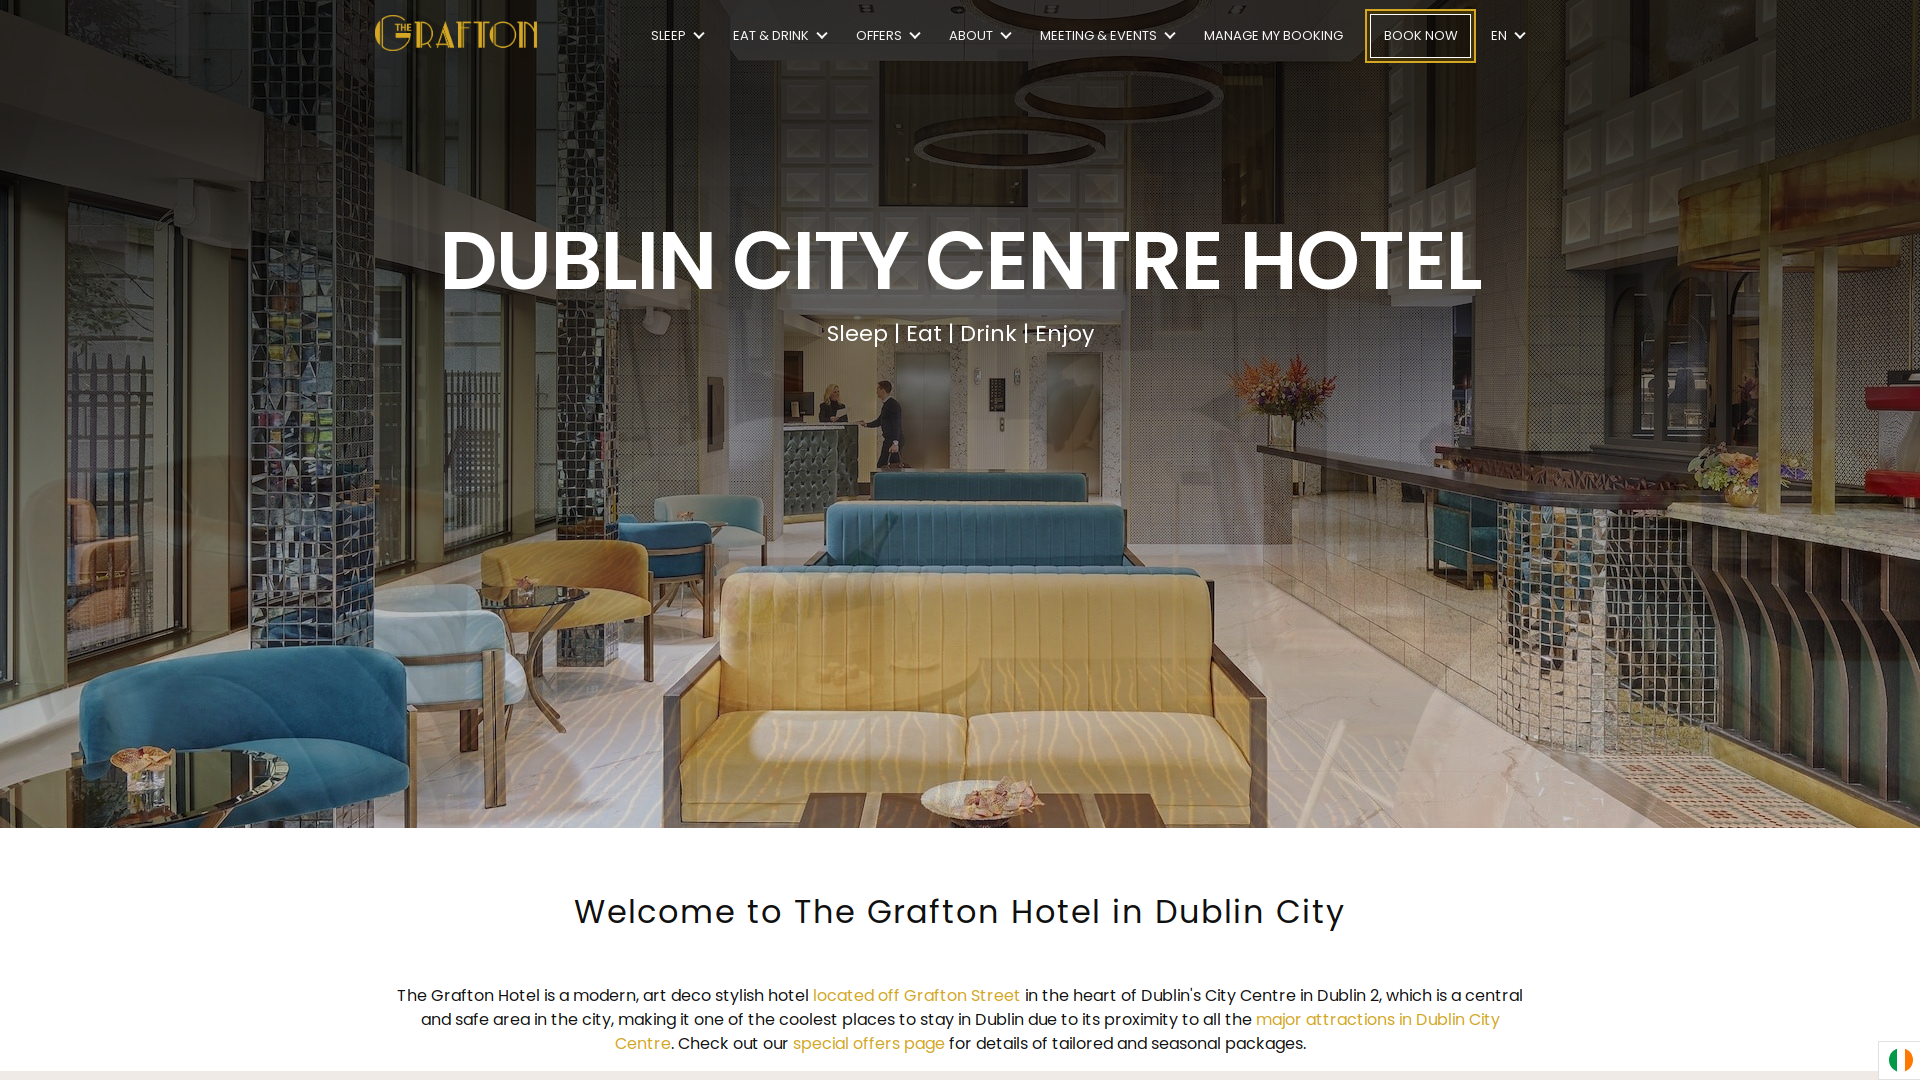 THE GRAFTON
SLEEP
EAT & DRINK
OFFERS
ABOUT
MEETING & EVENTS
MANAGE MY BOOKING
BOOK NOW
EN
DUBLIN CITY CENTRE HOTEL
Sleep | Eat | Drink | Enjoy
Welcome to The Grafton Hotel in Dublin City
The Grafton Hotel is a modern, art deco stylish hotel located off Grafton Street in the heart of Dublin's City Centre in Dublin 2, which is a central
and safe area in the city, making it one of the coolest places to stay in Dublin due to its proximity to all the major attractions in Dublin City
Centre. Check out our special offers page for details of tailored and seasonal packages.